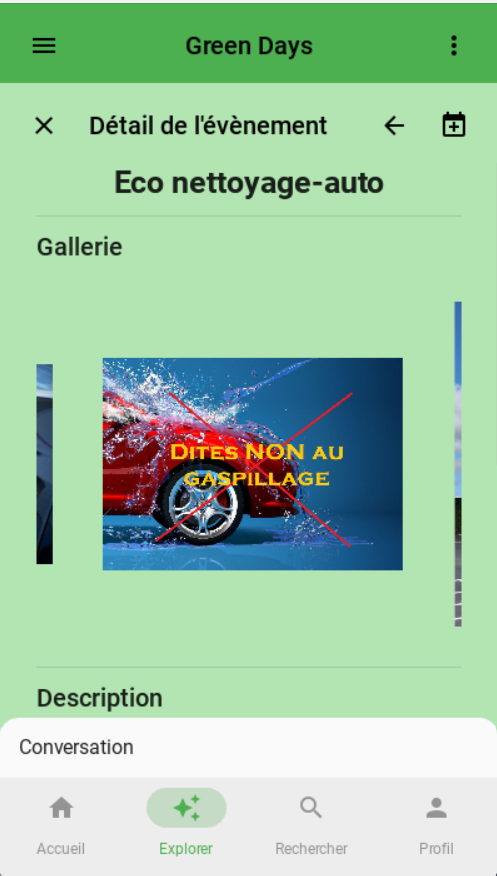 Green Days
Détail de l'évènement
Eco nettoyage-auto
Gallerie
DITES NON AU
GASPILLAGE
Description
Conversation
Accueil
Explorer
Rechercher
Profil